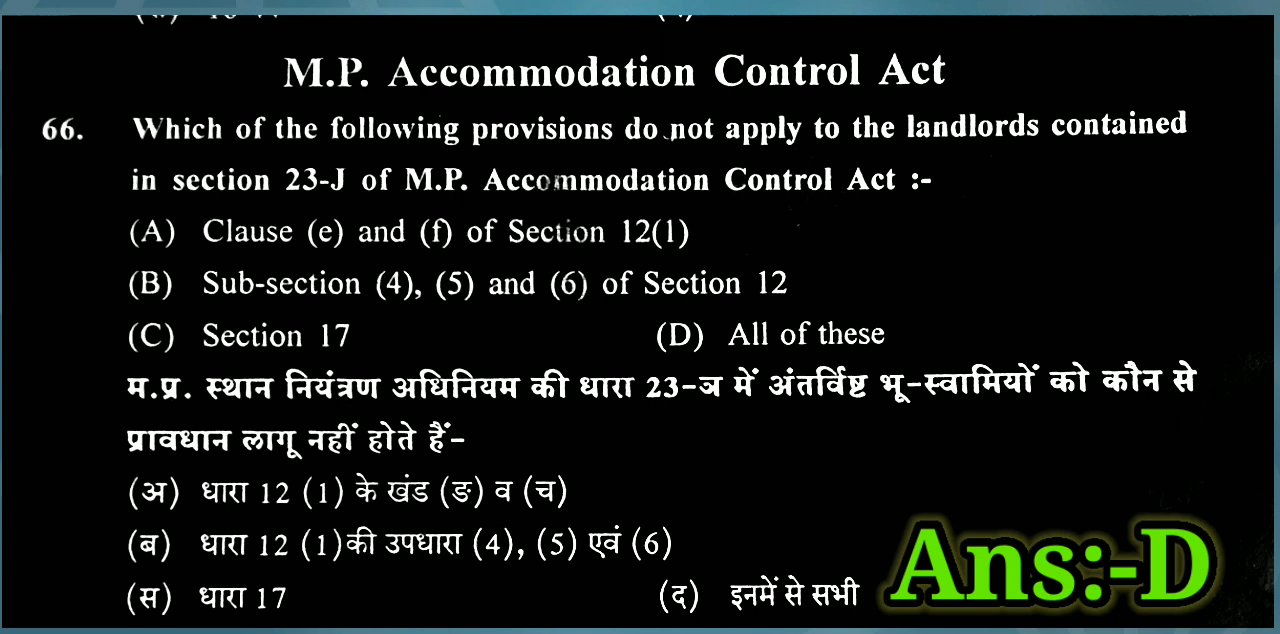 M.P. Accommodation Control Act
66. Which of the following provisions do not apply to the landlords contained
in section 23-J of M.P. Accommodation Control Act :-
(A) Clause (e) and (f) of Section 12(1)
(B) Sub-section (4), (5) and (6) of Section 12
(C) Section 17 (D) All of these
म.प्र. स्थान नियंत्रण अधिनियम की धारा 23-ञ में अंतर्विष्ट भू-स्वामियों को कौन से
प्रावधान लागू नहीं होते हैं-
(अ) धारा 12 (1) के खंड (ङ) व (च)
(ब) धारा 12 (1)की उपधारा (4), (5) एवं (6)
(स) धारा 17 (द) इनमें से सभी
Ans:-D